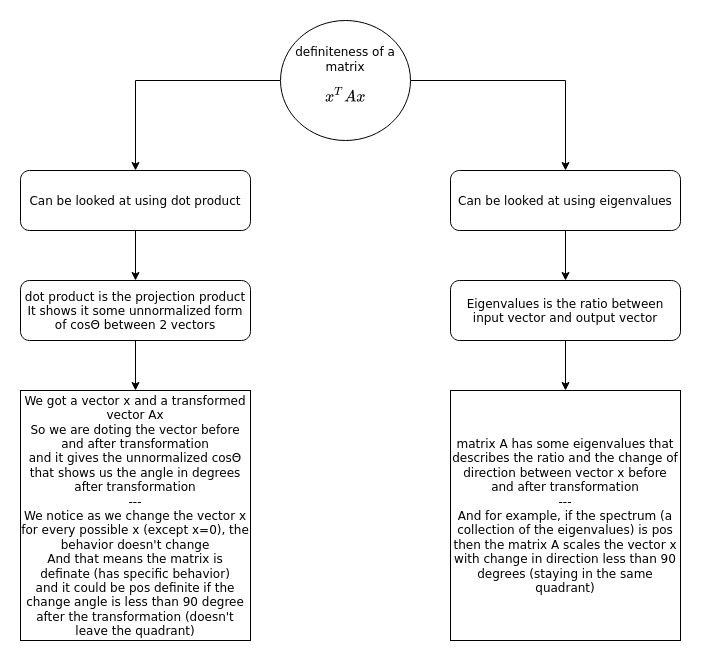 definiteness of a
matrix
x^T Ax
Can be looked at using dot product
Can be looked at using eigenvalues
dot product is the projection product
It shows it some unnormalized form
of cosΘ between 2 vectors
Eigenvalues is the ratio between
input vector and output vector
We got a vector x and a transformed
vector Ax
So we are doting the vector before
and after transformation
and it gives the unnormalized cosΘ
that shows us the angle in degrees
after transformation
---
We notice as we change the vector x
for every possible x (except x=0), the
behavior doesn't change
And that means the matrix is
definate (has specific behavior)
and it could be pos definite if the
change angle is less than 90 degree
after the transformation (doesn't
leave the quadrant)
matrix A has some eigenvalues that
describes the ratio and the change of
direction between vector x before
and after transformation
---
And for example, if the spectrum (a
collection of the eigenvalues) is pos
then the matrix A scales the vector x
with change in direction less than 90
degrees (staying in the same
quadrant)